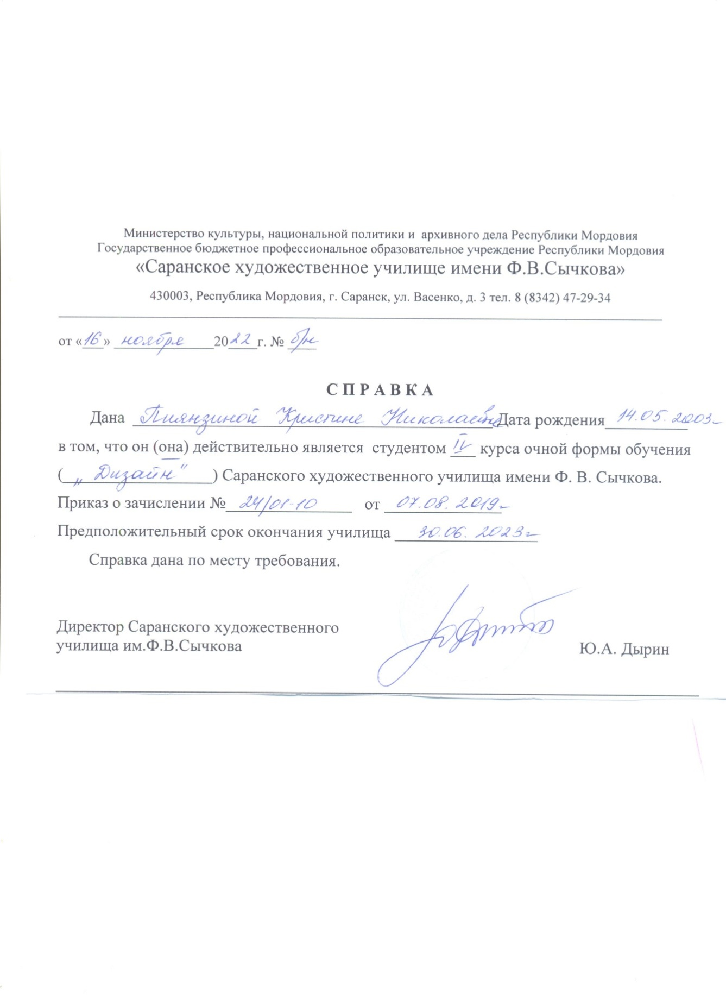 Министерство культуры, национальной политики и архивного дела Республики Мордовия
Государственное бюджетное профессиональное образовательное учреждение Республики Мордовия
«Саранское художественное училище имени Ф.В.Сычкова»
430003, Республика Мордовия, г. Саранск, ул. Васенко, д. 3 тел. 8 (8342) 47-29-34
от «16» ноября 2022 г. № б/н
СПРАВКА
Дана Пиянзиной Кристине Николаевне Дата рождения 14.05.2003г
в том, что он (она) действительно является студентом IV курса очной формы обучения
( „Дизайн" ) Саранского художественного училища имени Ф. В. Сычкова.
Приказ о зачислении № 24/01-10 от 07.08.2019г
Предположительный срок окончания училища 30.06.2023г
Справка дана по месту требования.
Директор Саранского художественного
училища им.Ф.В.Сычкова
Ю.А. Дырин